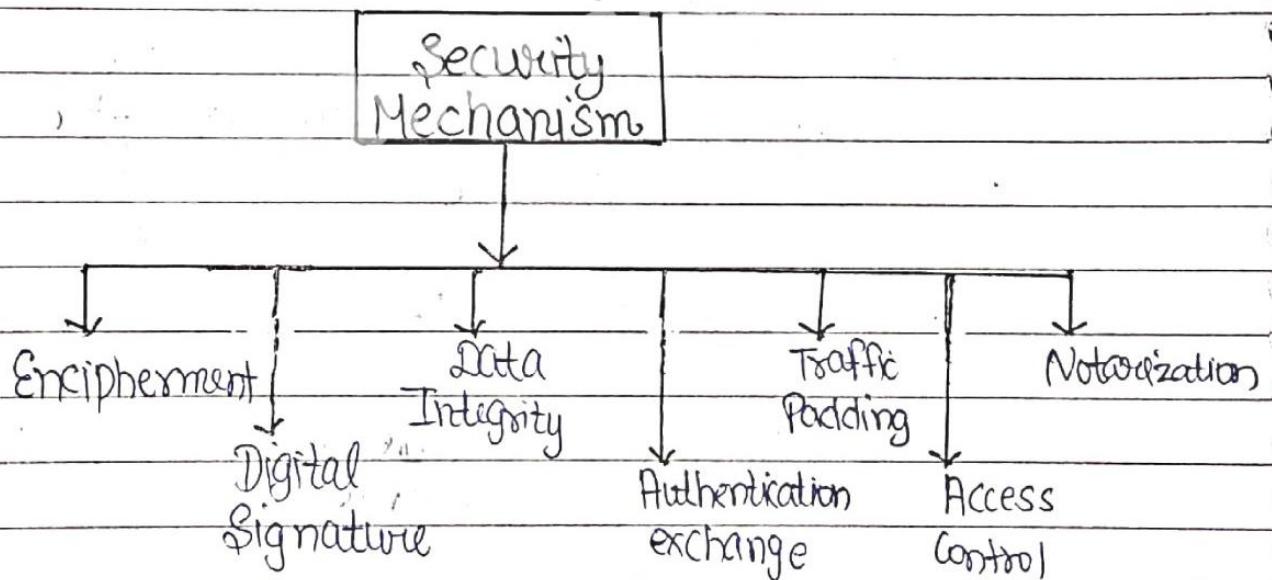 Security
Mechanism
Encipherment
Digital
Signature
Data
Integrity
Authentication
exchange
Traffic
Padding
Access
Control
Notarization